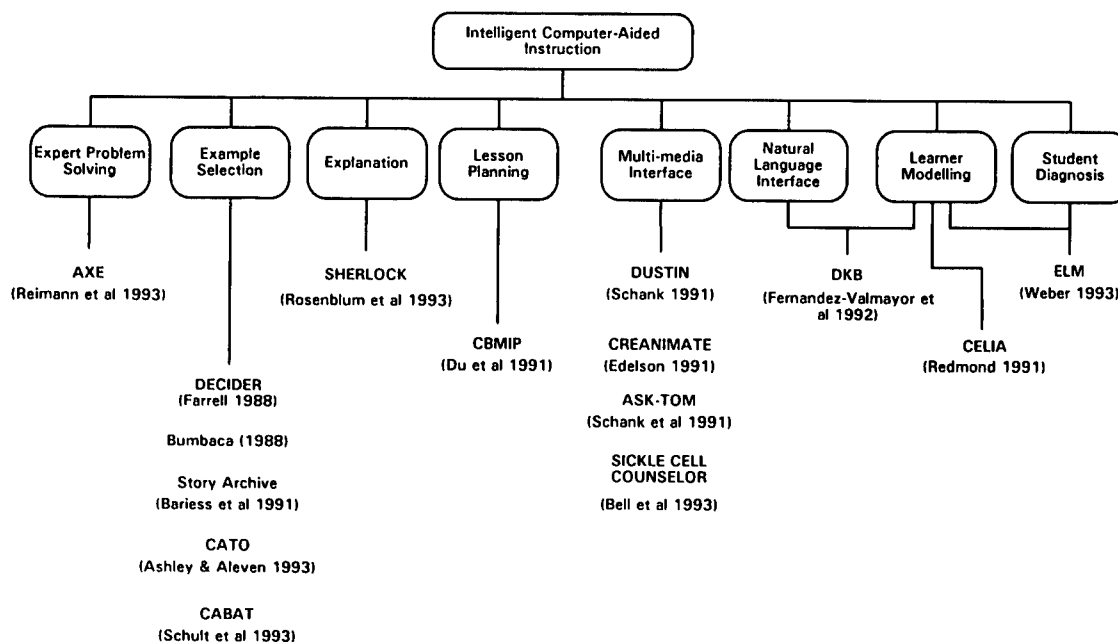 Intelligent Computer-Aided
Instruction
Expert Problem
Solving
Example
Selection
Explanation
Lesson
Planning
Multi-media
Interface
Natural
Language
Interface
Learner
Modelling
Student
Diagnosis
AXE
(Reimann et al 1993)
SHERLOCK
(Rosenblum et al 1993)
DUSTIN
(Schank 1991)
DKB
(Fernandez-Valmayor et
al 1992)
ELM
(Weber 1993)
CBMIP
(Du et al 1991)
CREANIMATE
(Edelson 1991)
CELIA
(Redmond 1991)
DECIDER
(Farrell 1988)
ASK-TOM
(Schank et al 1991)
Bumbaca (1988)
SICKLE CELL
COUNSELOR
(Bell et al 1993)
Story Archive
(Bariess et al 1991)
CATO
(Ashley & Aleven 1993)
CABAT
(Schult et al 1993)